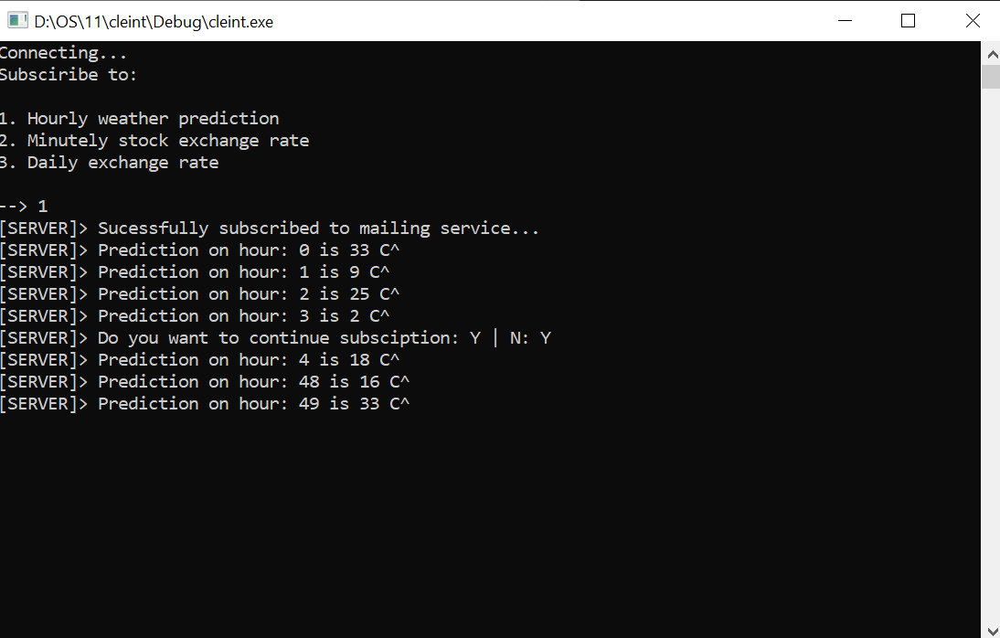 D:\OS\11\cleint\Debug\cleint.exe
Connecting...
Subsciribe to:
1. Hourly weather prediction
2. Minutely stock exchange rate
3. Daily exchange rate
--> 1
[SERVER]> Sucessfully subscribed to mailing service...
[SERVER]> Prediction on hour: 0 is 33 C^
[SERVER]> Prediction on hour: 1 is 9 C^
[SERVER]> Prediction on hour: 2 is 25 C^
[SERVER]> Prediction on hour: 3 is 2 C^
[SERVER]> Do you want to continue subsciption: Y | N: Y
[SERVER]> Prediction on hour: 4 is 18 C^
[SERVER]> Prediction on hour: 48 is 16 C^
[SERVER]> Prediction on hour: 49 is 33 C^